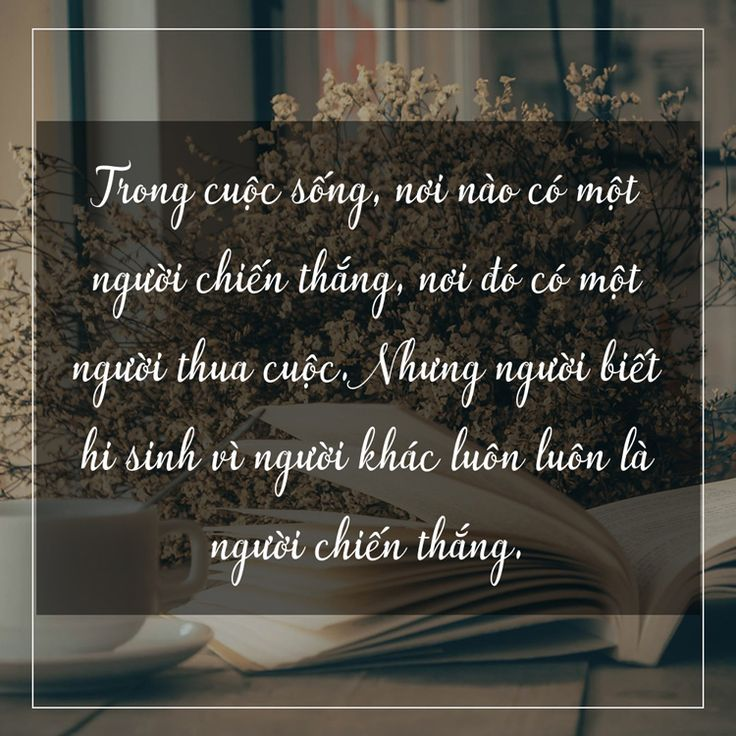 Trong cuộc sống, nơi nào có một
người chiến thắng, nơi đó có một
người thua cuộc. Nhưng người biết
hi sinh vì người khác luôn luôn là
người chiến thắng.